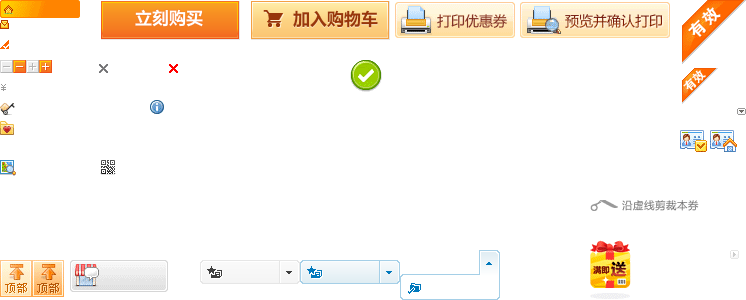 立刻购买
加入购物车
打印优惠券
预览并确认打印
有效
有效
¥
沿虚线剪裁本券
满即送
顶部
顶部